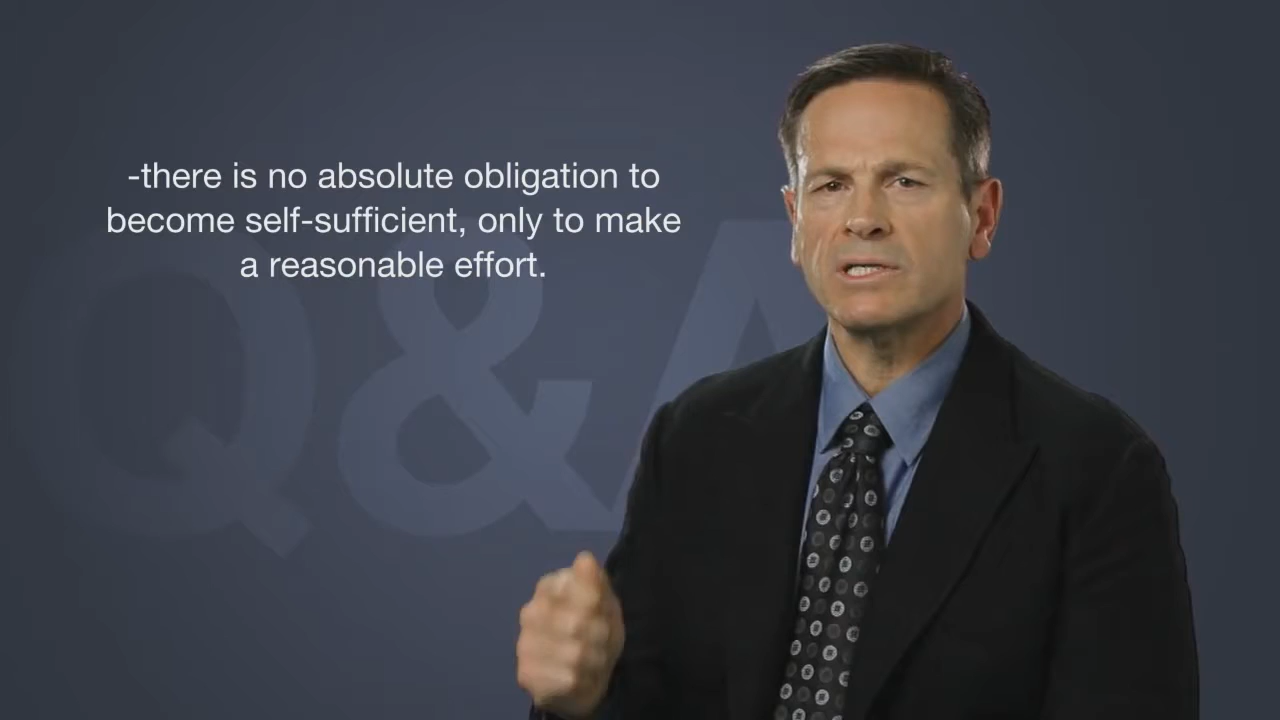 -there is no absolute obligation to
become self-sufficient, only to make
a reasonable effort.
Q&A